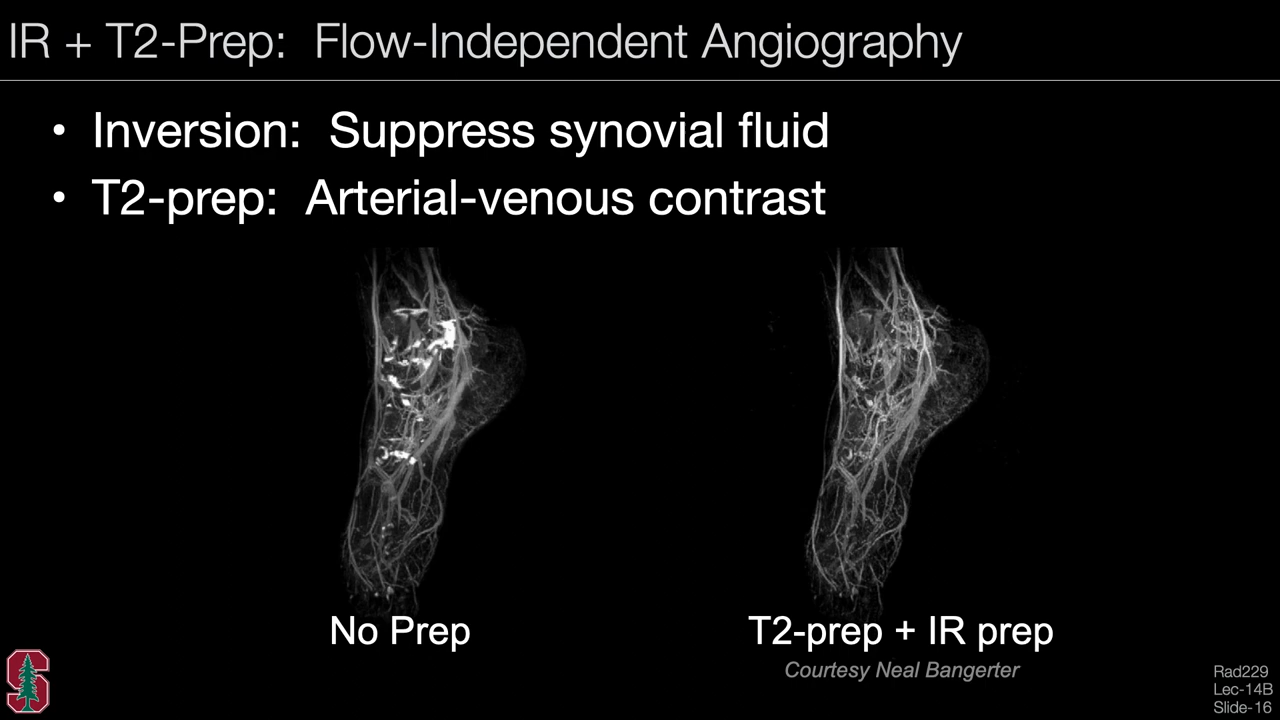 IR + T2-Prep: Flow-Independent Angiography
• Inversion: Suppress synovial fluid
• T2-prep: Arterial-venous contrast
No Prep
T2-prep + IR prep
Courtesy Neal Bangerter
S
Rad229
Lec-14B
Slide-16